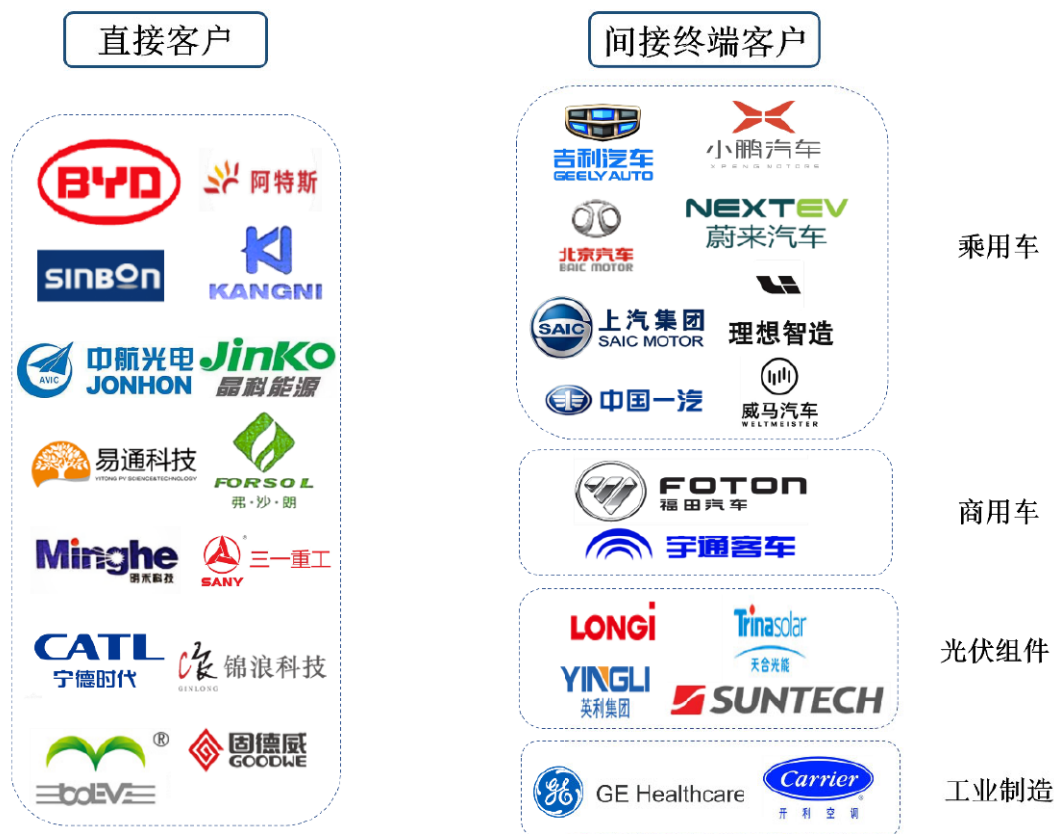 直接客户
间接终端客户
BYD
阿特斯
SINBON
KANGNI
AVIC
中航光电
JONHON
JinKO
晶科能源
易通科技
YITONG PV SCIENCE&TECHNOLOGY
FORSOL
弗·沙·朗
Minghe
明禾科技
SANY
三一重工
CATL
宁德时代
GINLONG
锦浪科技
®
boEVE
固德威
GOODWE
吉利汽车
GEELY AUTO
小鹏汽车
XPENG MOTORS
北京汽车
BAIC MOTOR
NEXTEV
蔚来汽车
SAIC
上汽集团
SAIC MOTOR
理想智造
中国一汽
威马汽车
WELTMEISTER
乘用车
FOTON
福田汽车
宇通客车
商用车
LONGi
Trinasolar
天合光能
YINGLI
英利集团
SUNTECH
光伏组件
GE Healthcare
Carrier
开利空调
工业制造